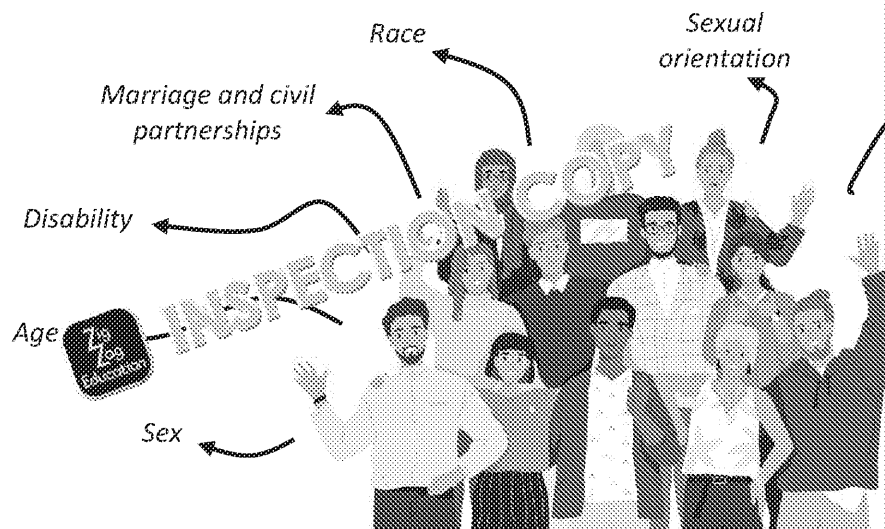 Race
Sexual
orientation
Marriage and civil
partnerships
Disability
INSPECTION COPY
Age
Zig
Zag
Education
Sex